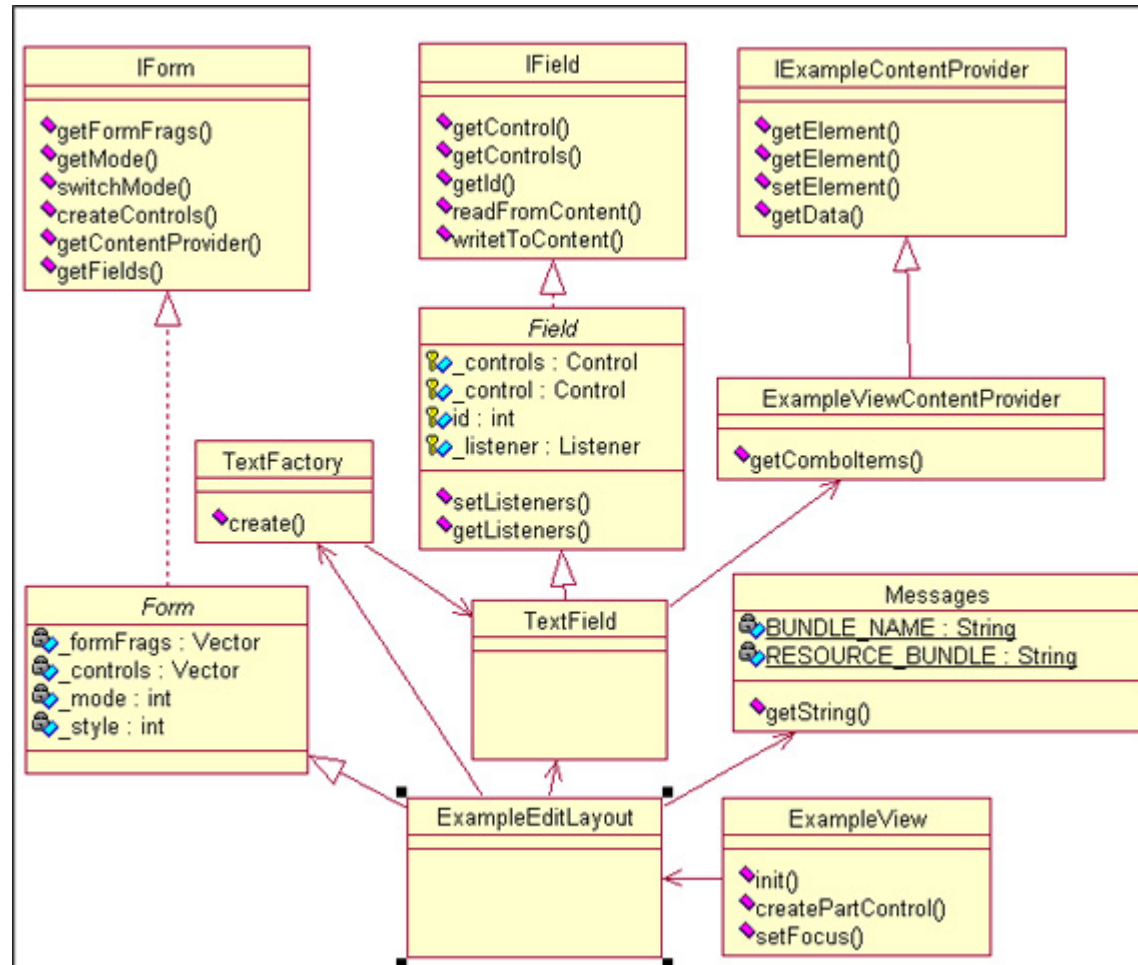 IForm
getFormFrags()
getMode()
switchMode()
createControls()
getContentProvider()
getFields()
IField
getControl()
getControls()
getId()
readFromContent()
writetToContent()
IExampleContentProvider
getElement()
getElement()
setElement()
getData()
Field
_controls : Control
_control : Control
id : int
_listener : Listener
setListeners()
getListeners()
ExampleViewContentProvider
getComboItems()
TextFactory
create()
Form
_formFrags : Vector
_controls : Vector
_mode : int
_style : int
TextField
Messages
BUNDLE_NAME : String
RESOURCE_BUNDLE : String
getString()
ExampleEditLayout
ExampleView
init()
createPartControl()
setFocus()